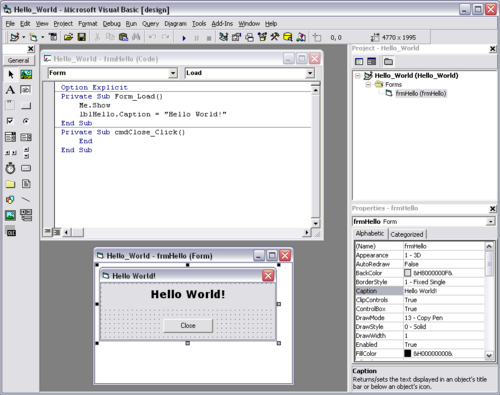 Hello_World - Microsoft Visual Basic [design]
File Edit View Project Format Debug Run Query Diagram Tools Add-Ins Window Help
0, 0 4770 x 1995
General
Hello_World - frmHello (Code)
Form Load
Option Explicit
Private Sub Form_Load()
Me.Show
lblHello.Caption = "Hello World!"
End Sub
Private Sub cmdClose_Click()
End
End Sub
Hello_World - frmHello (Form)
Hello World!
Hello World!
Close
Project - Hello_World
Hello_World (Hello_World)
Forms
frmHello (frmHello)
Properties - frmHello
frmHello Form
Alphabetic Categorized
(Name) frmHello
Appearance 1 - 3D
AutoRedraw False
BackColor &H8000000F&
BorderStyle 1 - Fixed Single
Caption Hello World!
ClipControls True
ControlBox True
DrawMode 13 - Copy Pen
DrawStyle 0 - Solid
DrawWidth 1
Enabled True
FillColor &H00000000&
Caption
Returns/sets the text displayed in an object's title
bar or below an object's icon.